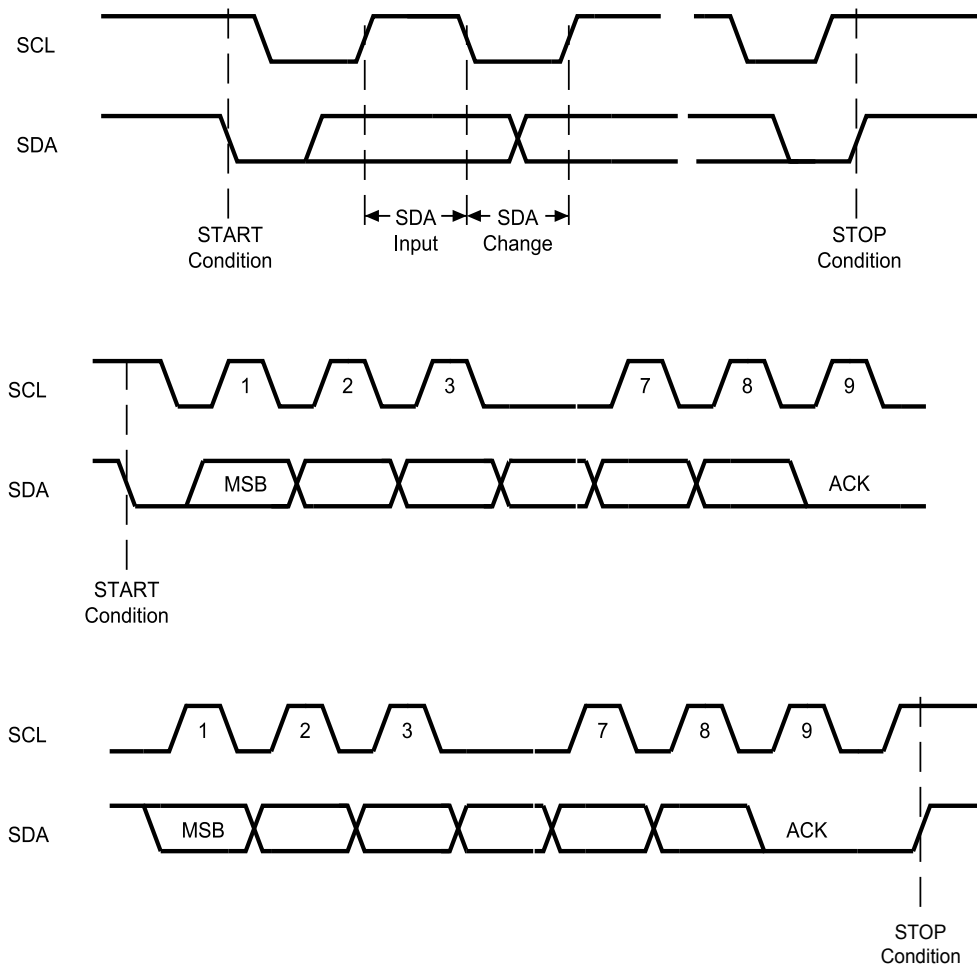 SCL
SDA
SDA
Input
SDA
Change
START
Condition
STOP
Condition
SCL
1 2 3 7 8 9
SDA
MSB ACK
START
Condition
SCL
1 2 3 7 8 9
SDA
MSB ACK
STOP
Condition